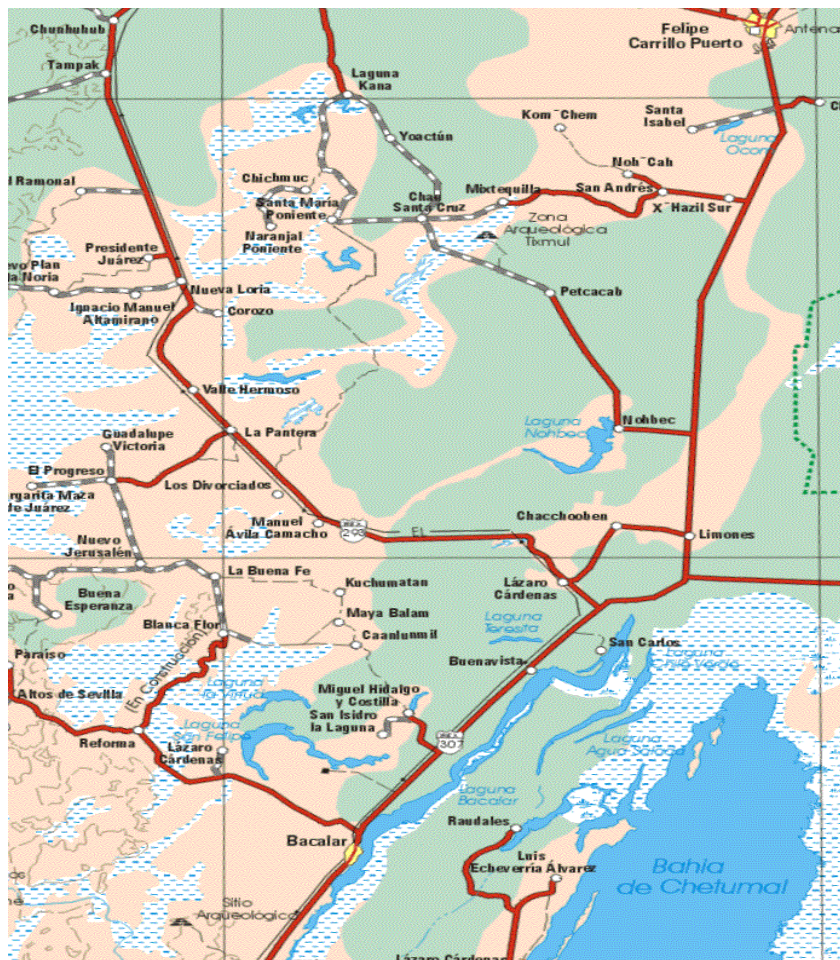 Chunhuhub
Felipe
Carrillo Puerto
Antena
Tampak
Laguna
Kana
Santa
Isabel
Laguna
Ocom
Kom¨Chem
Yoactún
Noh¨Cah
l Ramonal
Chichmuc
Santa María
Poniente
Chan
Santa Cruz
Mixtequilla
San Andrés
X¨Hazil Sur
Naranjal
Poniente
Zona
Arqueológica
Tixmul
Presidente
Juárez
evo Plan
la Noria
Nueva Loria
Petcacab
Ignacio Manuel
Altamirano
Corozo
Valle Hermoso
Laguna
Nohbec
Nohbec
Guadalupe
Victoria
La Pantera
El Progreso
Los Divorciados
rgarita Maza
de Juárez
Manuel
Ávila Camacho
MEX
293
EL
Chacchooben
Limones
Nuevo
Jerusalén
La Buena Fe
Kuchumatan
Lázaro
Cárdenas
Buena
Esperanza
Maya Balam
Laguna
Teresita
Blanca Flor
Caanlunmil
San Carlos
Paraíso
(En Construcción)
Buenavista
Laguna
Chile Verde
Altos de Sevilla
Laguna
la Virtud
Miguel Hidalgo
y Costilla
San Isidro
la Laguna
Laguna
San Felipe
Reforma
Lázaro
Cárdenas
MEX
307
Laguna
Agua Salada
Laguna
Bacalar
Raudales
Bacalar
Luis
Echeverría Álvarez
Bahía
de Chetumal
Sitio
Arqueológico
Lázaro Cárdenas